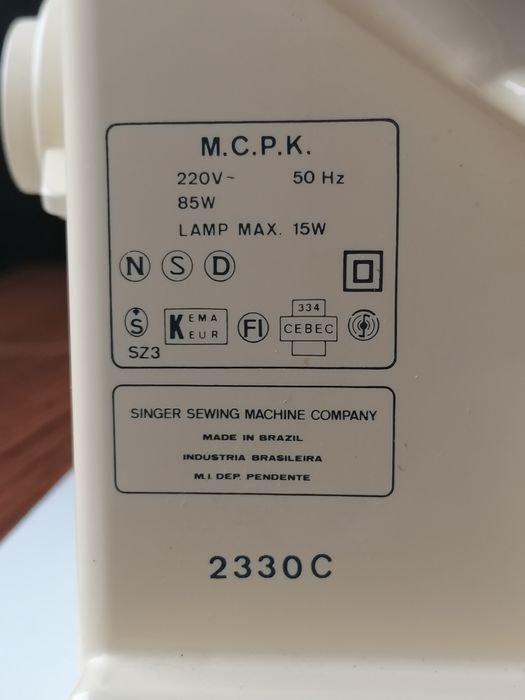 M.C.P.K.
220V~ 50 Hz
85W
LAMP MAX. 15W
N S D
S KEMA KEUR FI 334 CEBEC
SZ3
SINGER SEWING MACHINE COMPANY
MADE IN BRAZIL
INDÚSTRIA BRASILEIRA
M.I. DEP. PENDENTE
2330C